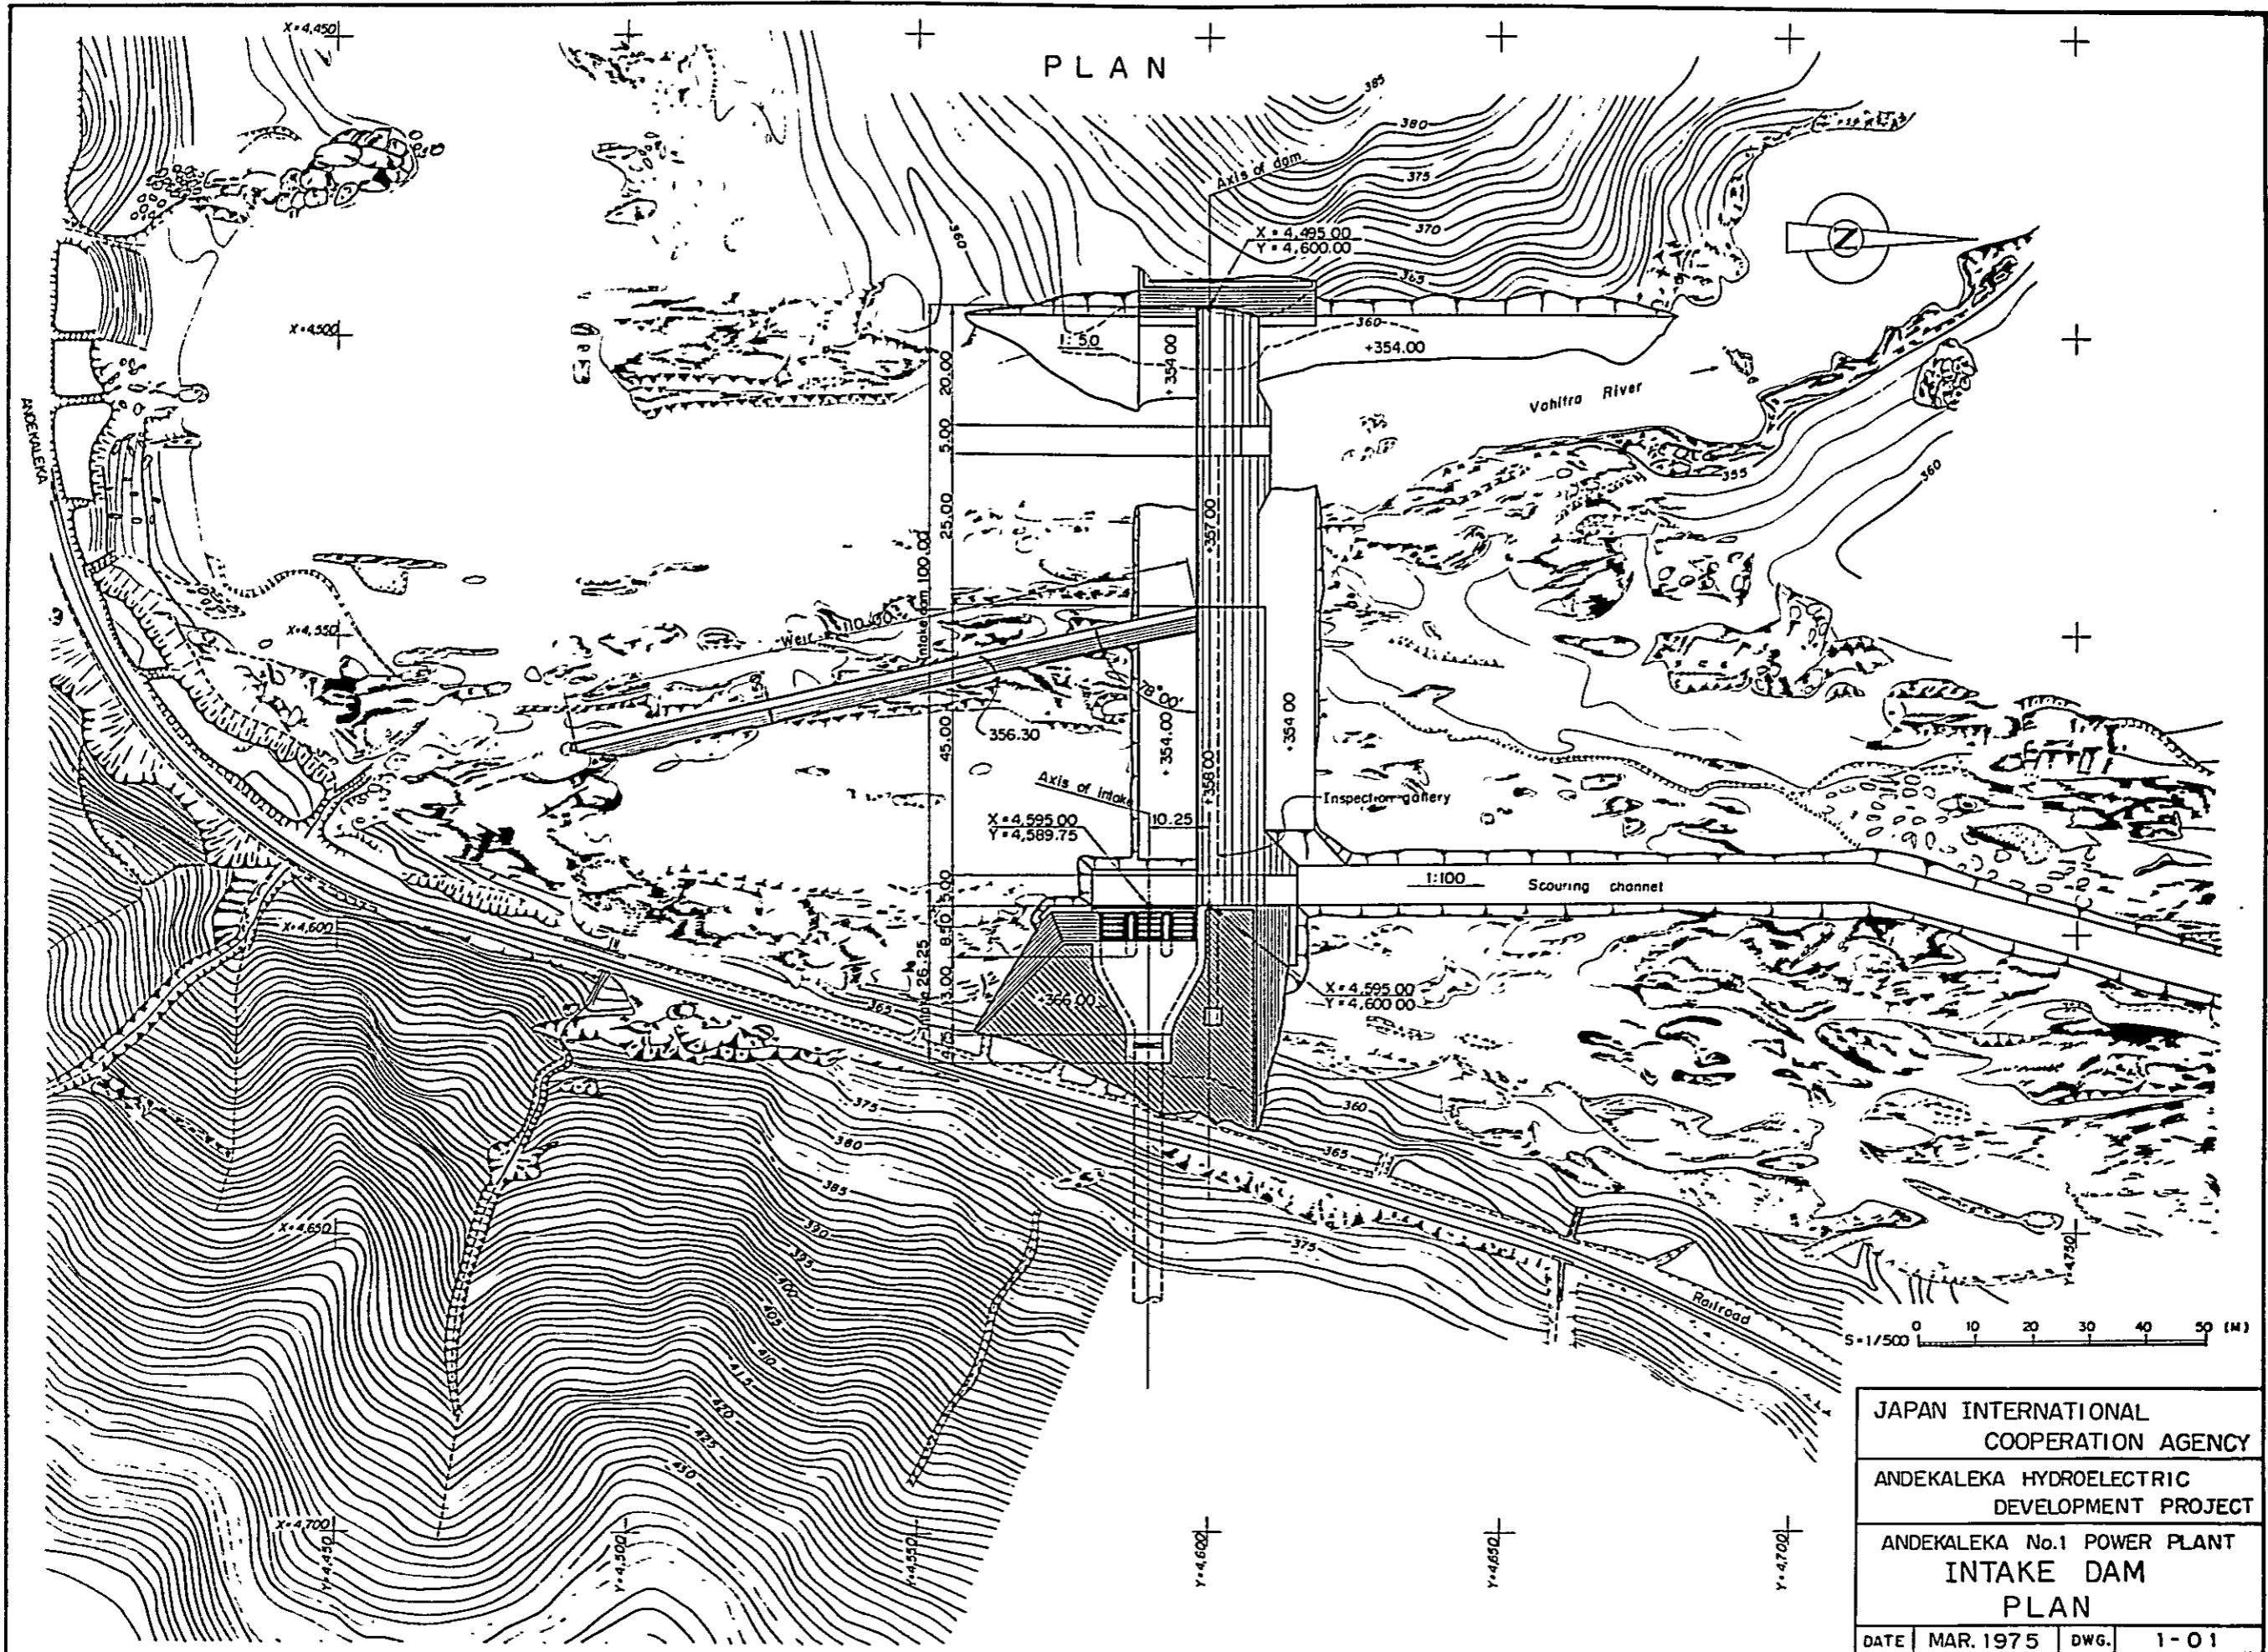 PLAN
X=4,450
385
380
Axis of dam
375
X=4,495.00
Y=4,600.00
370
360
365
N
X=4,500
1:5.0
+354.00
360
+354.00
20.00
Vohitra River
ANDEKALEKA
5.00
355
360
25.00
+357.00
Intake dam 100.00
X=4,550
Weir 110.00
78°00'
356.30
45.00
+354.00
+354.00
+358.00
Axis of intake
Inspection gallery
X=4,595.00
Y=4,589.75
10.25
5.00
1:100
Scouring channel
X=4,600
8.50
26.25
13.00
+366.00
X=4,595.00
Y=4,600.00
365
4.75
375
360
380
365
385
X=4,650
390
375
395
400
405
410
415
420
425
430
Railroad
Y=4,750
S=1/500
0 10 20 30 40 50 (M)
X=4,700
Y=4,450
Y=4,500
Y=4,550
Y=4,600
Y=4,650
Y=4,700
JAPAN INTERNATIONAL
COOPERATION AGENCY
ANDEKALEKA HYDROELECTRIC
DEVELOPMENT PROJECT
ANDEKALEKA No.1 POWER PLANT
INTAKE DAM
PLAN
DATE MAR. 1975 DWG. 1-01